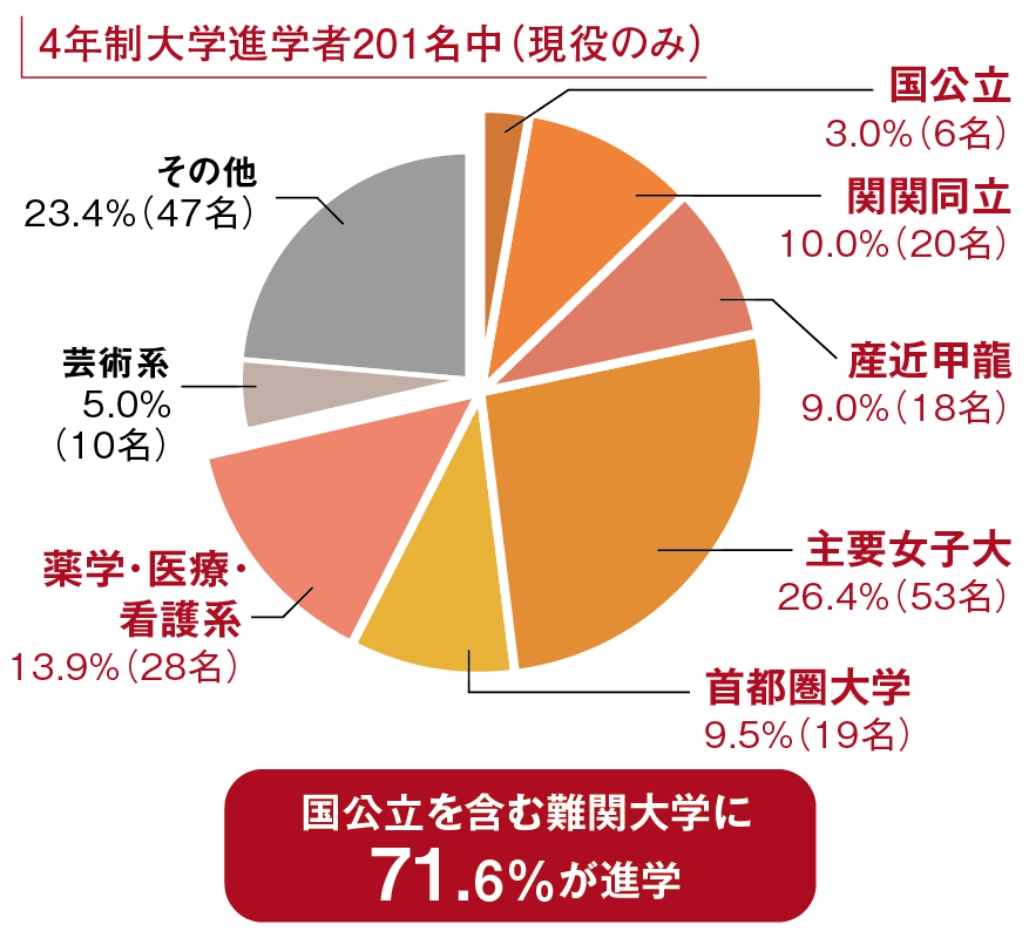 4年制大学進学者201名中（現役のみ）
国公立
3.0%（6名）
関関同立
10.0%（20名）
産近甲龍
9.0%（18名）
主要女子大
26.4%（53名）
首都圏大学
9.5%（19名）
薬学・医療・
看護系
13.9%（28名）
芸術系
5.0%
（10名）
その他
23.4%（47名）
国公立を含む難関大学に
71.6%が進学